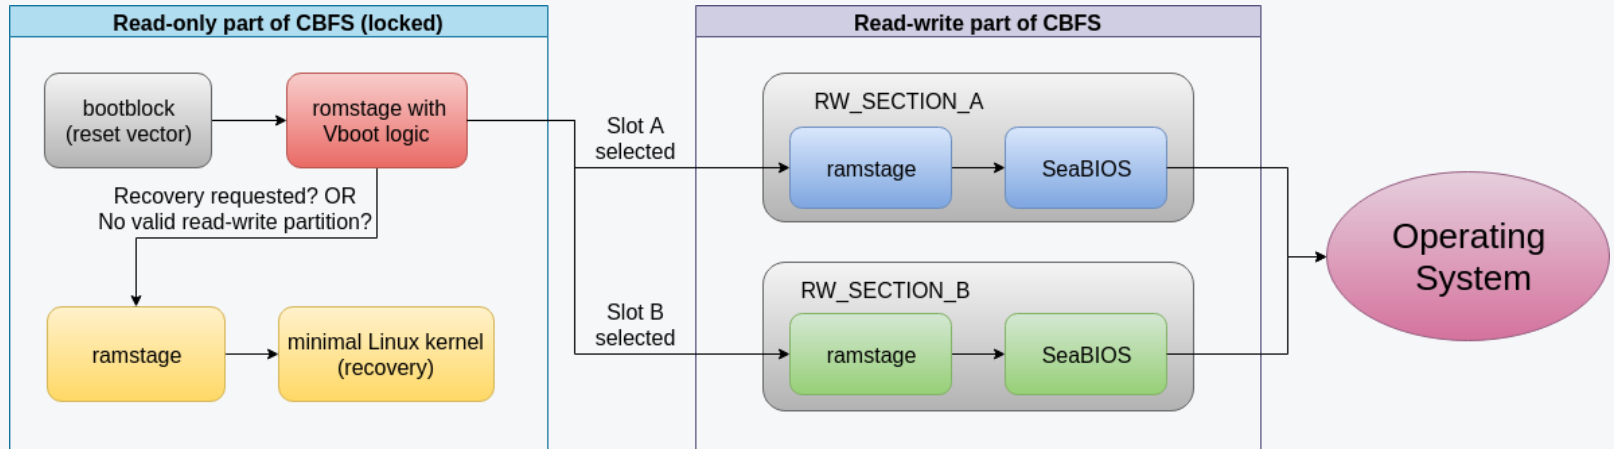 Read-only part of CBFS (locked)
bootblock
(reset vector)
romstage with
Vboot logic
Recovery requested? OR
No valid read-write partition?
ramstage
minimal Linux kernel
(recovery)
Slot A
selected
Slot B
selected
Read-write part of CBFS
RW_SECTION_A
ramstage
SeaBIOS
RW_SECTION_B
ramstage
SeaBIOS
Operating
System